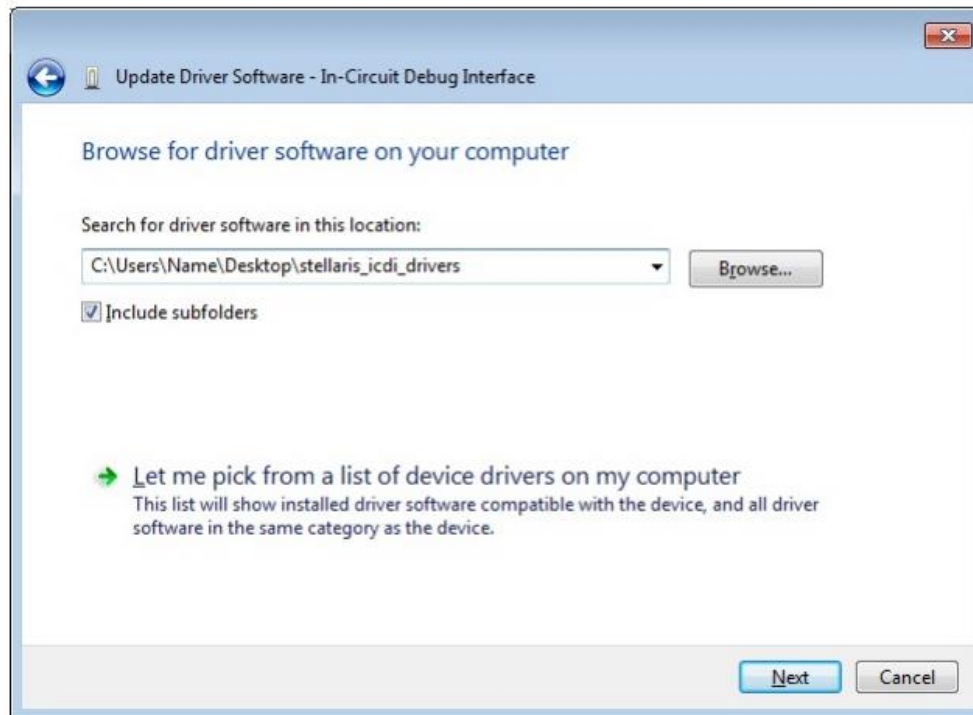 Update Driver Software - In-Circuit Debug Interface
Browse for driver software on your computer
Search for driver software in this location:
C:\Users\Name\Desktop\stellaris_icdi_drivers
Browse...
Include subfolders
Let me pick from a list of device drivers on my computer
This list will show installed driver software compatible with the device, and all driver
software in the same category as the device.
Next
Cancel